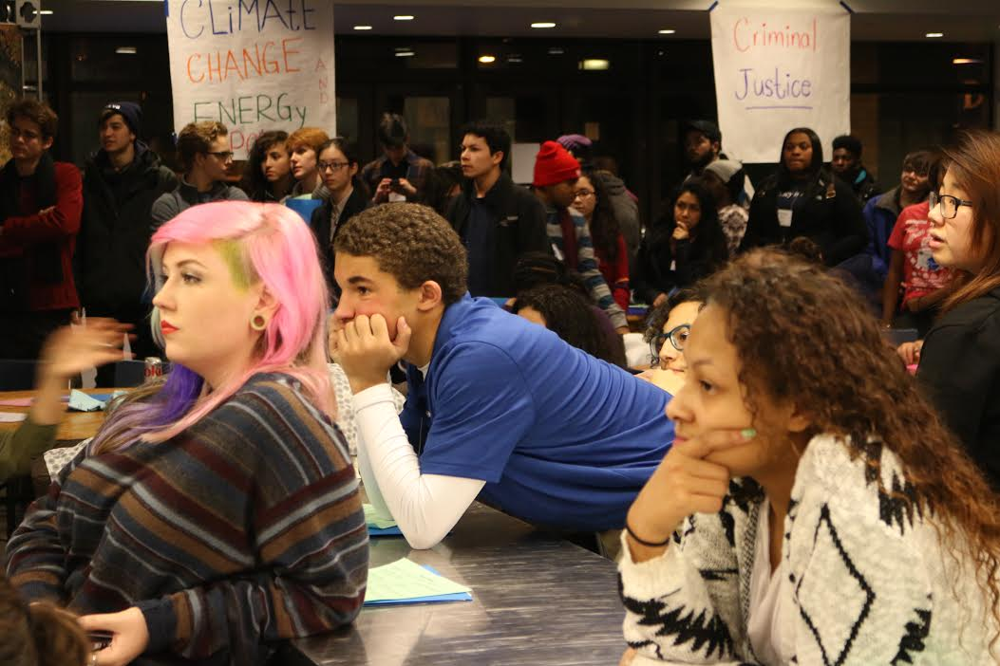 CLiMAtE
CHANGE AND
ENERGy
Criminal
Justice